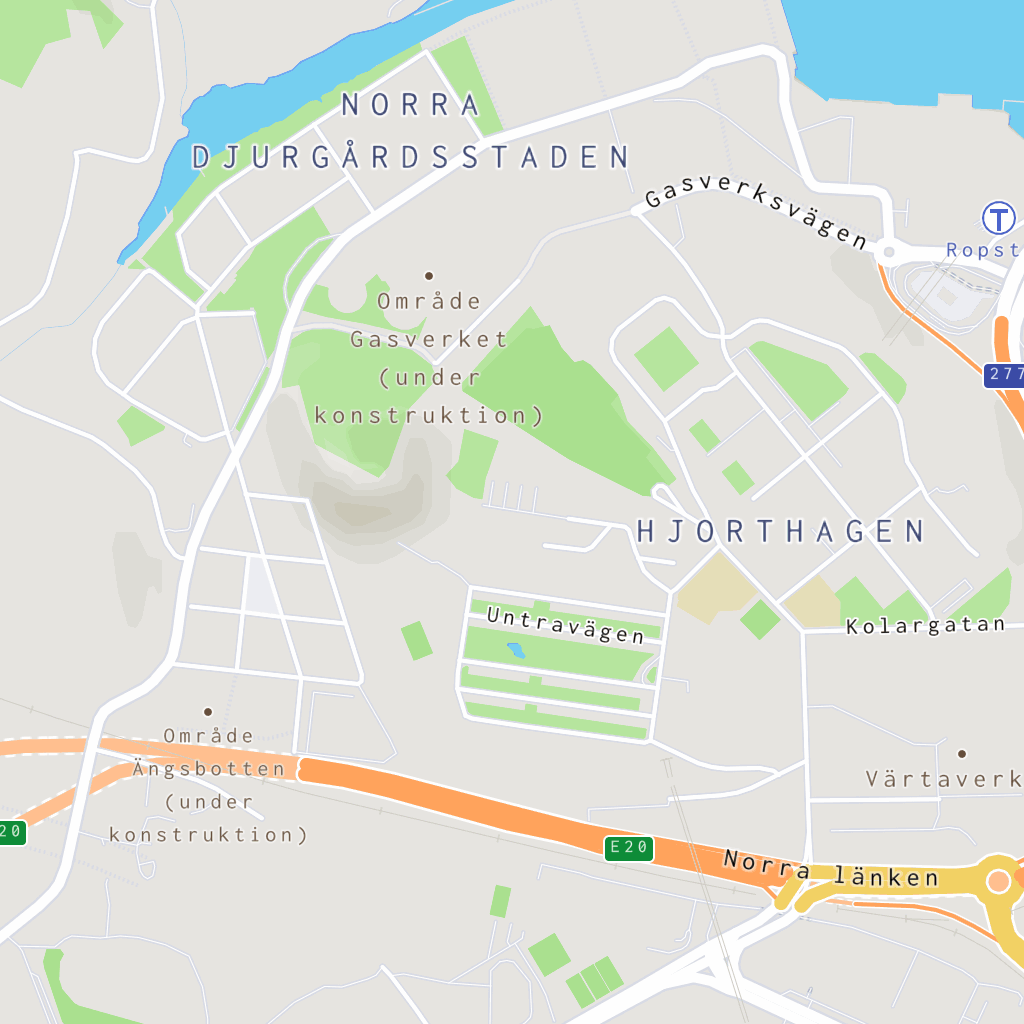 NORRA
DJURGÅRDSSTADEN
Gasverksvägen
T
Ropst
Område
Gasverket
(under
konstruktion)
277
HJORTHAGEN
Untravägen
Kolargatan
Område
Ängsbotten
(under
konstruktion)
Värtaverk
20
E20
Norra länken